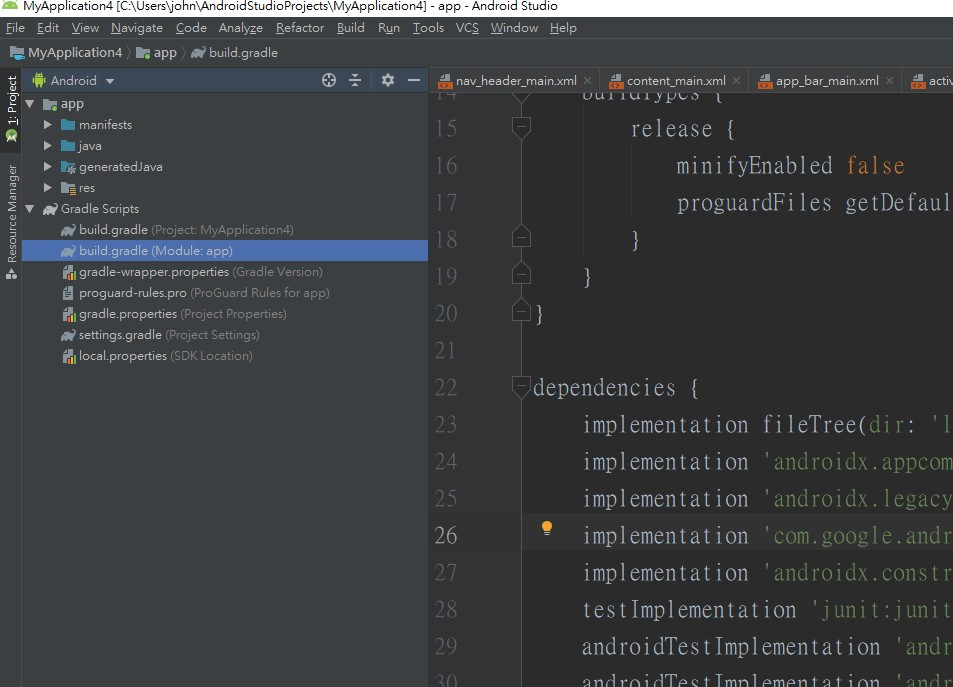 MyApplication4 [C:\Users\john\AndroidStudioProjects\MyApplication4] - app - Android Studio
File Edit View Navigate Code Analyze Refactor Build Run Tools VCS Window Help
MyApplication4 app build.gradle
1: Project
Resource Manager
Android
app
manifests
java
generatedJava
res
Gradle Scripts
build.gradle (Project: MyApplication4)
build.gradle (Module: app)
gradle-wrapper.properties (Gradle Version)
proguard-rules.pro (ProGuard Rules for app)
gradle.properties (Project Properties)
settings.gradle (Project Settings)
local.properties (SDK Location)
nav_header_main.xml content_main.xml app_bar_main.xml activ
14 buildTypes {
15 release {
16 minifyEnabled false
17 proguardFiles getDefaul
18 }
19 }
20 }
21
22 dependencies {
23 implementation fileTree(dir: 'l
24 implementation 'androidx.appcom
25 implementation 'androidx.legacy
26 implementation 'com.google.andr
27 implementation 'androidx.constr
28 testImplementation 'junit:junit
29 androidTestImplementation 'andr
30 androidTestImplementation 'andr